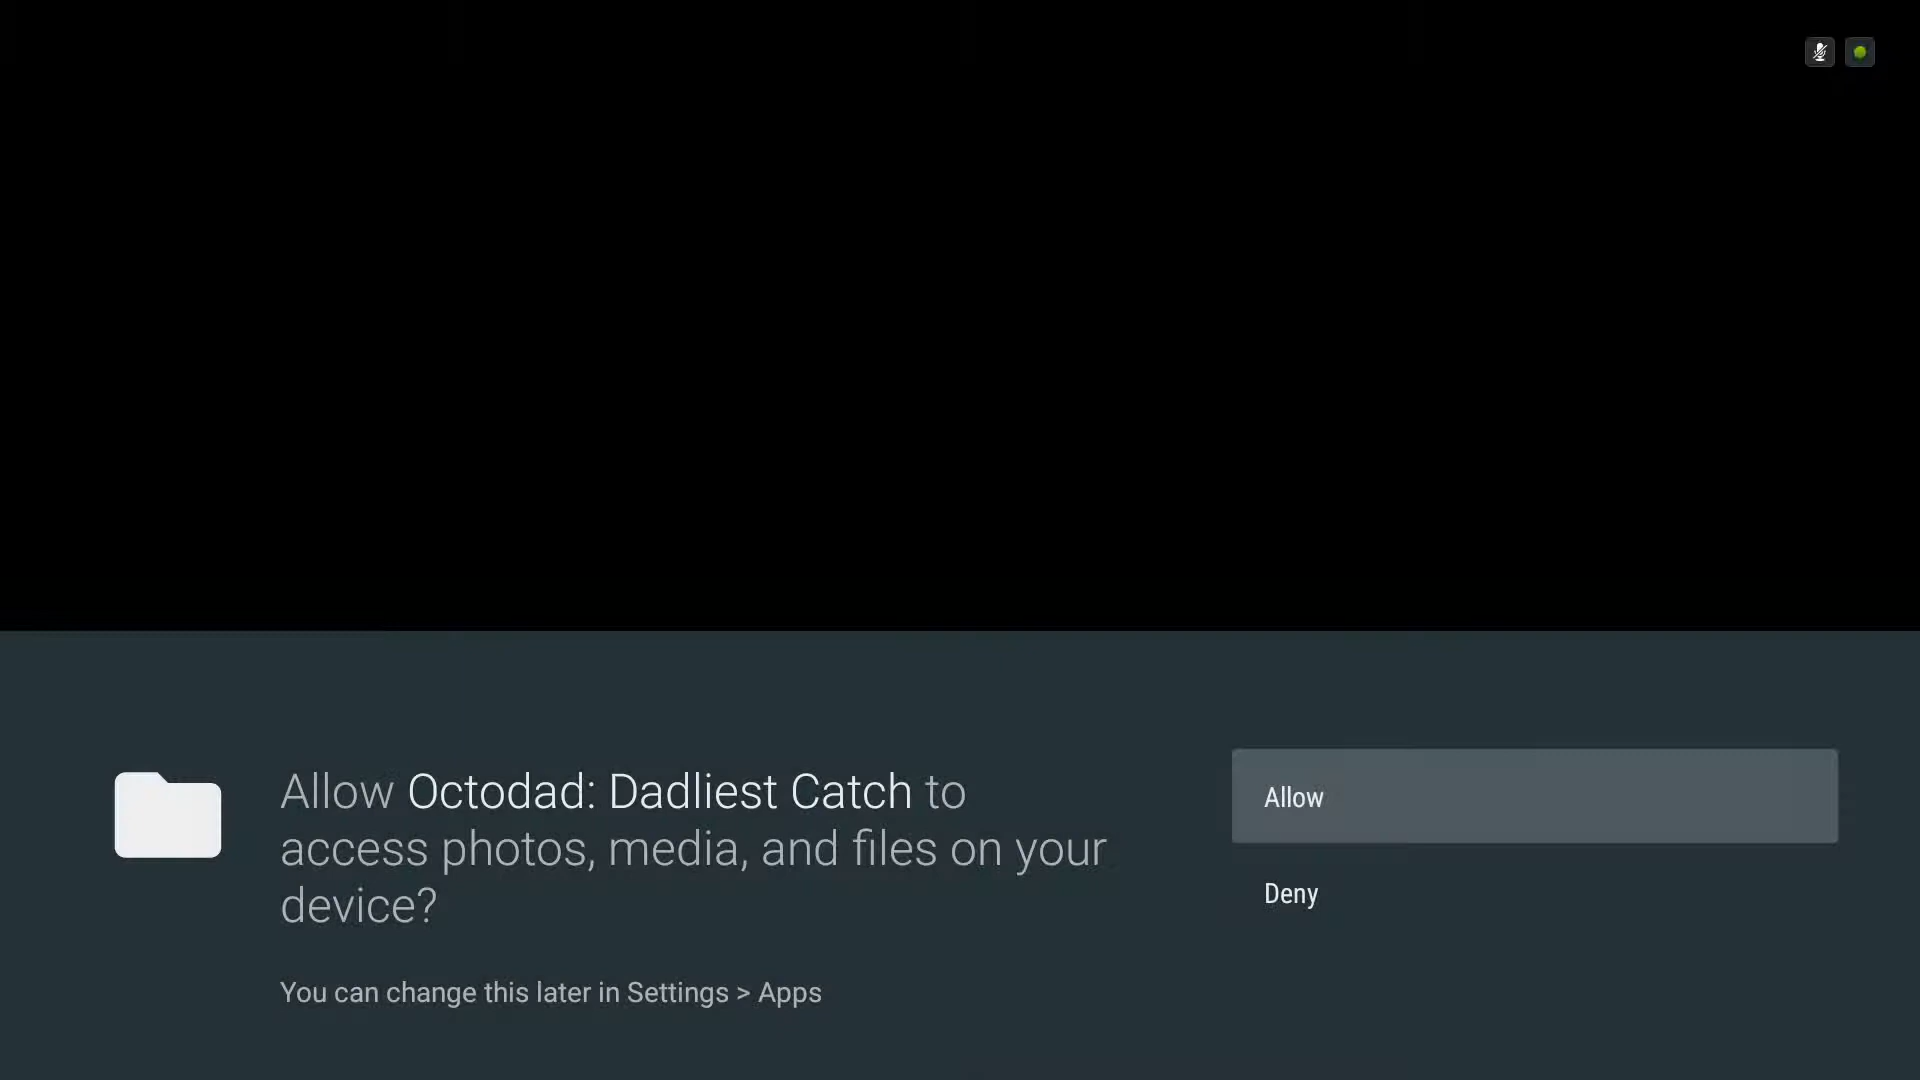 Allow Octodad: Dadliest Catch to
access photos, media, and files on your
device?
You can change this later in Settings > Apps
Allow
Deny